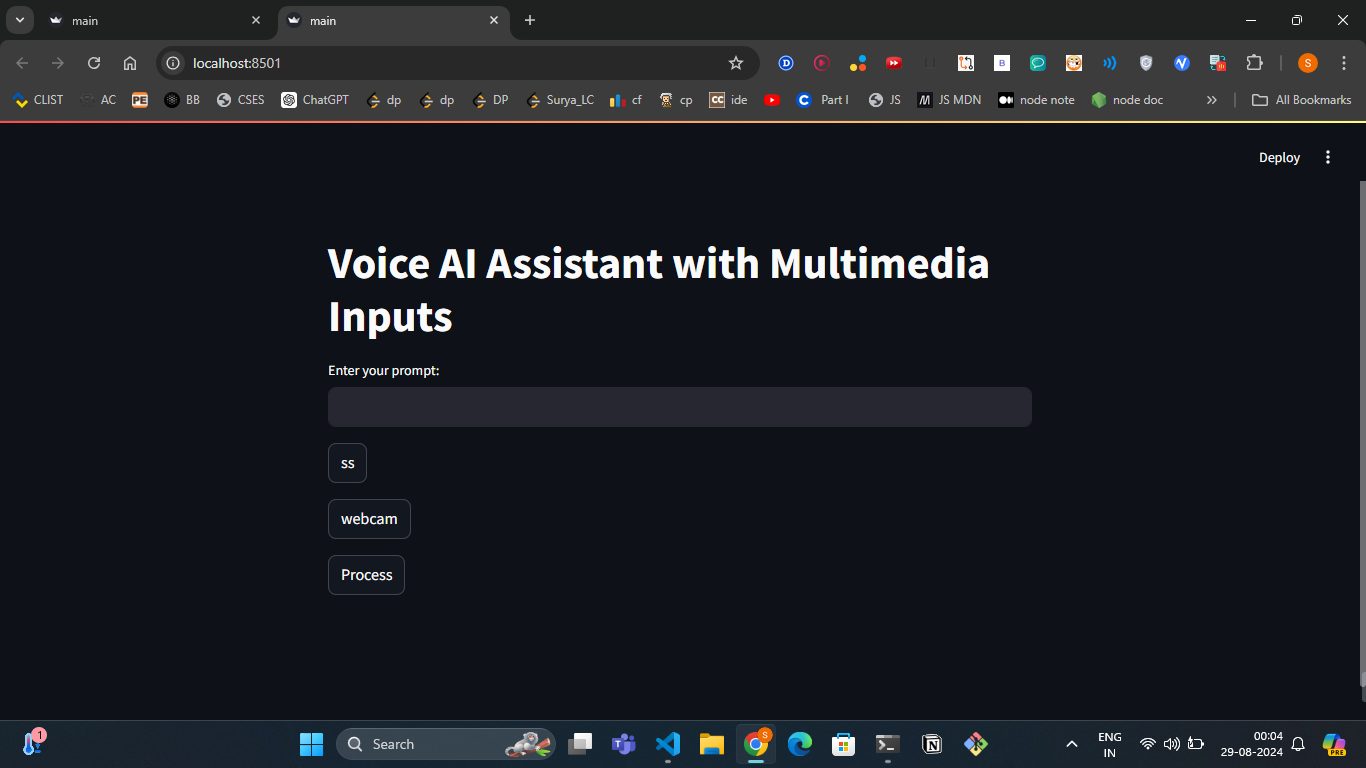 main
main
localhost:8501
S
CLIST
AC
PE
BB
CSES
ChatGPT
dp
dp
DP
Surya_LC
cf
cp
CC ide
Part I
JS
JS MDN
node note
node doc
All Bookmarks
Deploy
Voice AI Assistant with Multimedia
Inputs
Enter your prompt:
ss
webcam
Process
1
Search
S
ENG
IN
00:04
29-08-2024
PRE